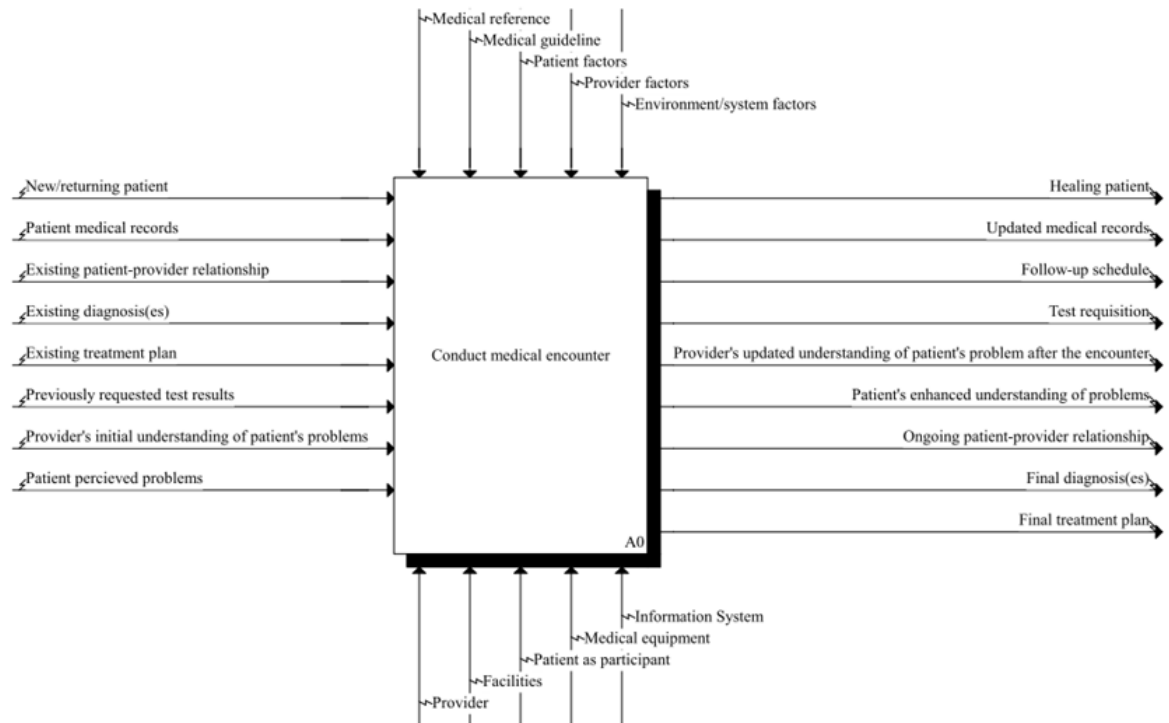 Medical reference
Medical guideline
Patient factors
Provider factors
Environment/system factors
New/returning patient
Patient medical records
Existing patient-provider relationship
Existing diagnosis(es)
Existing treatment plan
Previously requested test results
Provider's initial understanding of patient's problems
Patient percieved problems
Conduct medical encounter
A0
Healing patient
Updated medical records
Follow-up schedule
Test requisition
Provider's updated understanding of patient's problem after the encounter
Patient's enhanced understanding of problems
Ongoing patient-provider relationship
Final diagnosis(es)
Final treatment plan
Information System
Medical equipment
Patient as participant
Facilities
Provider